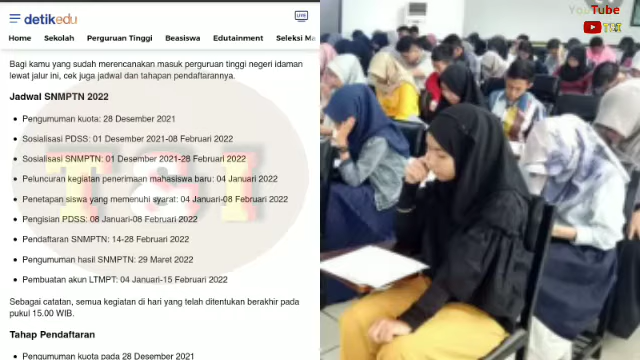 detikedu
LIVE
YouTube
TGI
Home Sekolah Perguruan Tinggi Beasiswa Edutainment Seleksi Ma
Bagi kamu yang sudah merencanakan masuk perguruan tinggi negeri idaman
lewat jalur ini, cek juga jadwal dan tahapan pendaftarannya.
Jadwal SNMPTN 2022
Pengumuman kuota: 28 Desember 2021
Sosialisasi PDSS: 01 Desember 2021-08 Februari 2022
Sosialisasi SNMPTN: 01 Desember 2021-28 Februari 2022
Peluncuran kegiatan penerimaan mahasiswa baru: 04 Januari 2022
Penetapan siswa yang memenuhi syarat: 04 Januari-08 Februari 2022
Pengisian PDSS: 08 Januari-08 Februari 2022
Pendaftaran SNMPTN: 14-28 Februari 2022
Pengumuman hasil SNMPTN: 29 Maret 2022
Pembuatan akun LTMPT: 04 Januari-15 Februari 2022
TGI
Sebagai catatan, semua kegiatan di hari yang telah ditentukan berakhir pada
pukul 15.00 WIB.
Tahap Pendaftaran
Pengumuman kuota pada 28 Desember 2021